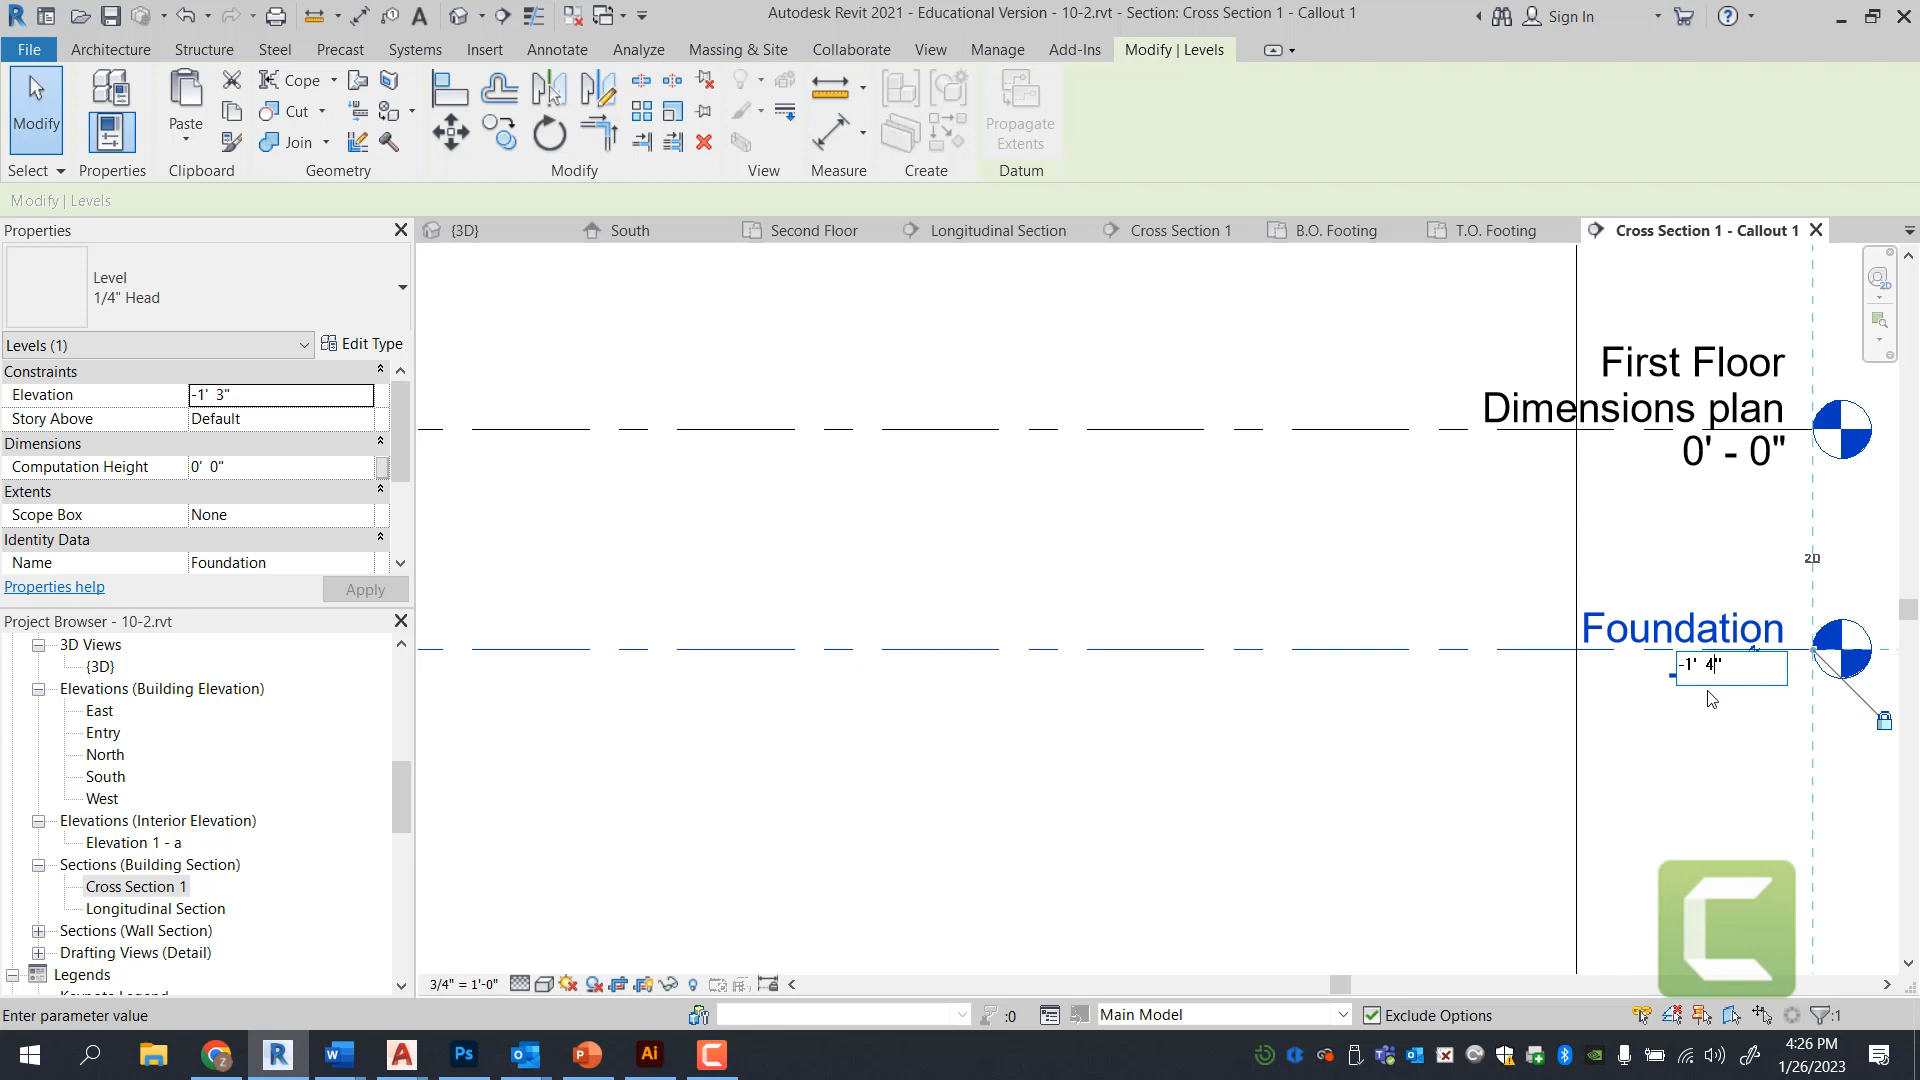 Autodesk Revit 2021 - Educational Version - 10-2.rvt - Section: Cross Section 1 - Callout 1
Sign In
File Architecture Structure Steel Precast Systems Insert Annotate Analyze Massing & Site Collaborate View Manage Add-Ins Modify | Levels
Modify
Paste
Cope
Cut
Join
Propagate
Extents
Select Properties Clipboard Geometry Modify View Measure Create Datum
Modify | Levels
Properties
{3D} South Second Floor Longitudinal Section Cross Section 1 B.O. Footing T.O. Footing Cross Section 1 - Callout 1
Level
1/4" Head
Levels (1)
Edit Type
Constraints
Elevation -1' 3"
Story Above Default
Dimensions
Computation Height 0' 0"
Extents
Scope Box None
Identity Data
Name Foundation
Properties help
Apply
Project Browser - 10-2.rvt
3D Views
{3D}
Elevations (Building Elevation)
East
Entry
North
South
West
Elevations (Interior Elevation)
Elevation 1 - a
Sections (Building Section)
Cross Section 1
Longitudinal Section
Sections (Wall Section)
Drafting Views (Detail)
Legends
2D
First Floor
Dimensions plan
0' - 0"
2D
Foundation
-1' 4"
3/4" = 1'-0"
Enter parameter value
:0
Main Model
Exclude Options
:1
4:26 PM
1/26/2023